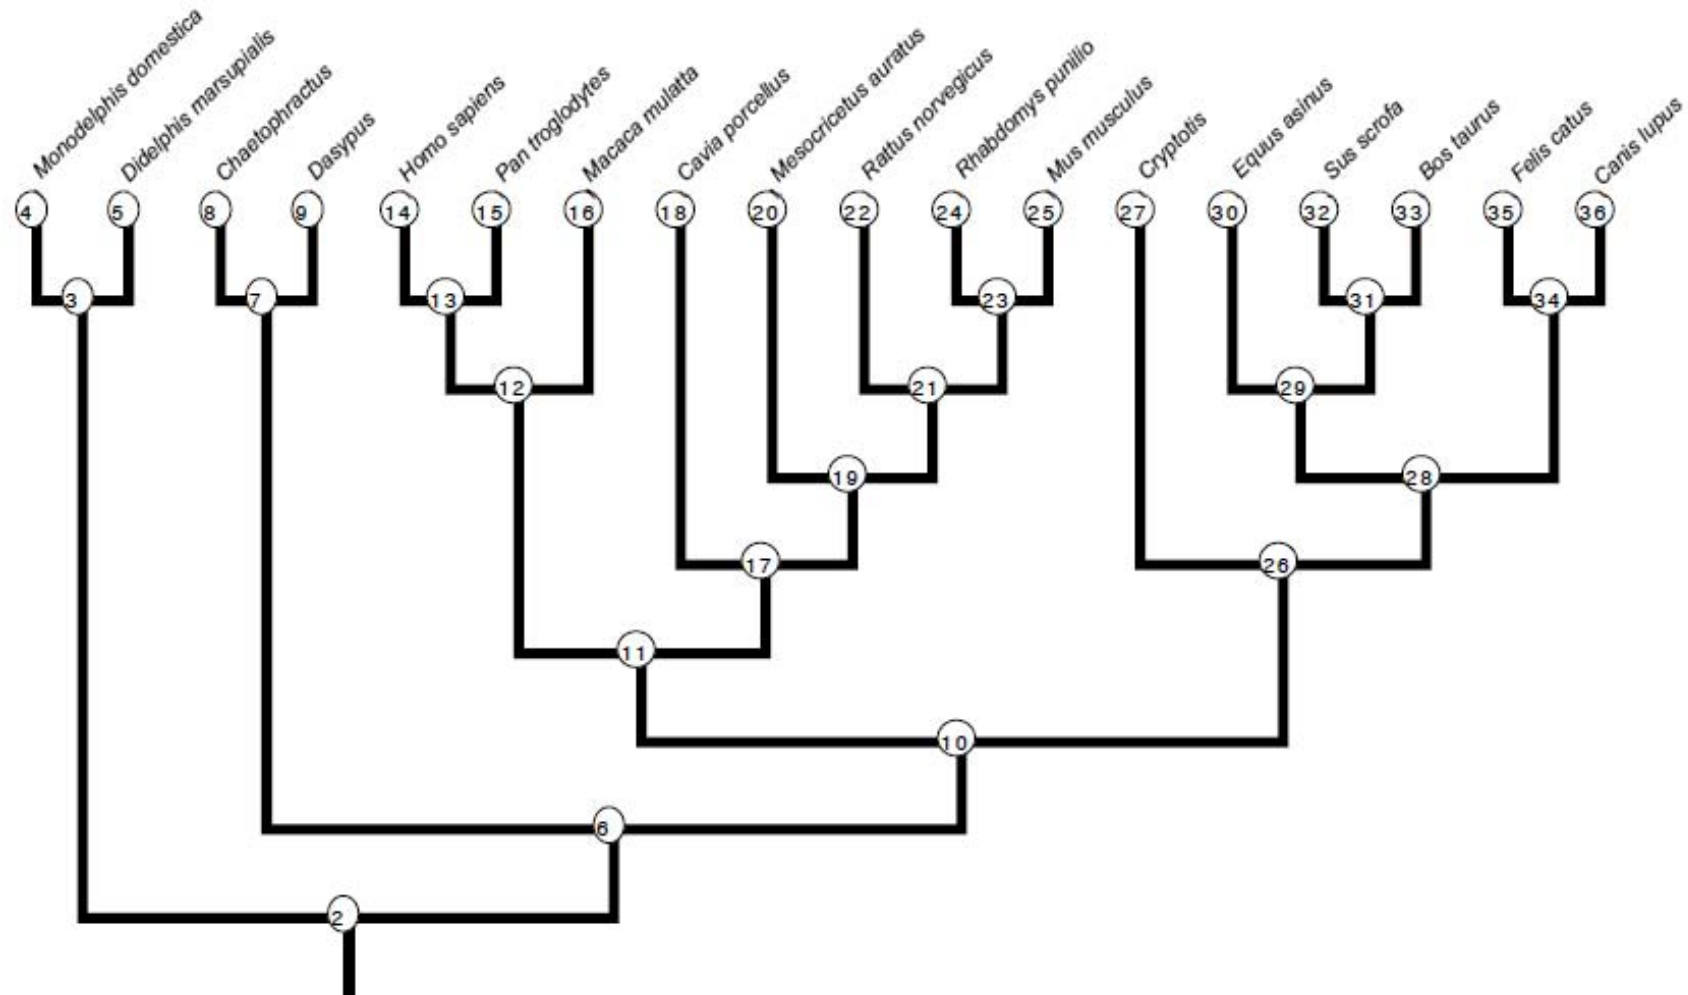 Monodelphis domestica
Didelphis marsupialis
Chaetophractus
Dasypus
Homo sapiens
Pan troglodytes
Macaca mulatta
Cavia porcellus
Mesocricetus auratus
Rattus norvegicus
Rhabdomys punilio
Mus musculus
Cryptotis
Equus asinus
Sus scrofa
Bos taurus
Felis catus
Canis lupus
4 5 8 9 14 15 16 18 20 22 24 25 27 30 32 33 35 36
3 7 13 23 31 34
12 21 29
19 28
17 26
11
10
6
2